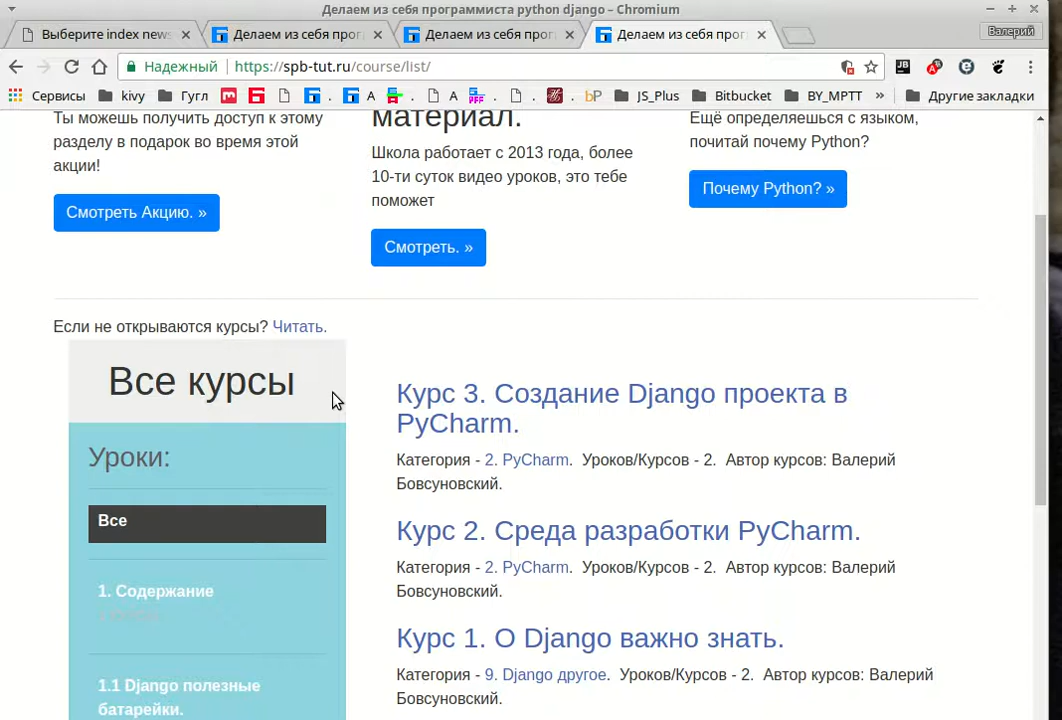 Делаем из себя программиста python django – Chromium
Выберите index news
Делаем из себя прог
Делаем из себя прог
Делаем из себя прог
Валерий
Надежный
https://spb-tut.ru/course/list/
Сервисы
kivy
Гугл
.
А
.
А
.
.
bP
JS_Plus
Bitbucket
BY_MPTT
»
Другие закладки
Ты можешь получить доступ к этому
разделу в подарок во время этой
акции!
Смотреть Акцию. »
материал.
Школа работает с 2013 года, более
10-ти суток видео уроков, это тебе
поможет
Смотреть. »
Ещё определяешься с языком,
почитай почему Python?
Почему Python? »
Если не открываются курсы? Читать.
Все курсы
Уроки:
Все
1. Содержание
1.1 Django полезные
батарейки.
Курс 3. Создание Django проекта в
PyCharm.
Категория - 2. PyCharm. Уроков/Курсов - 2. Автор курсов: Валерий
Бовсуновский.
Курс 2. Среда разработки PyCharm.
Категория - 2. PyCharm. Уроков/Курсов - 2. Автор курсов: Валерий
Бовсуновский.
Курс 1. О Django важно знать.
Категория - 9. Django другое. Уроков/Курсов - 2. Автор курсов: Валерий
Бовсуновский.